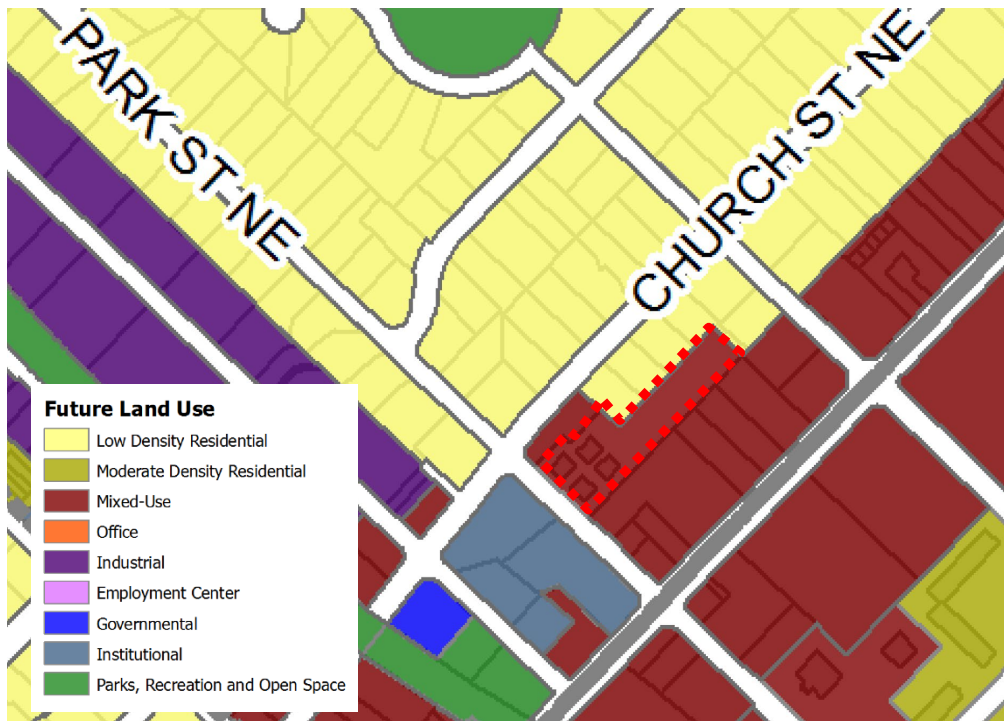 PARK ST NE
CHURCH ST NE
Future Land Use
Low Density Residential
Moderate Density Residential
Mixed-Use
Office
Industrial
Employment Center
Governmental
Institutional
Parks, Recreation and Open Space